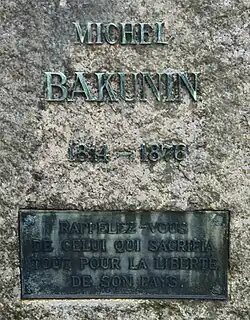 MICHEL
BAKUNIN
1814 – 1876
RAPPELEZ-VOUS
DE CELUI QUI SACRIFIA
TOUT POUR LA LIBERTÉ
DE SON PAYS.